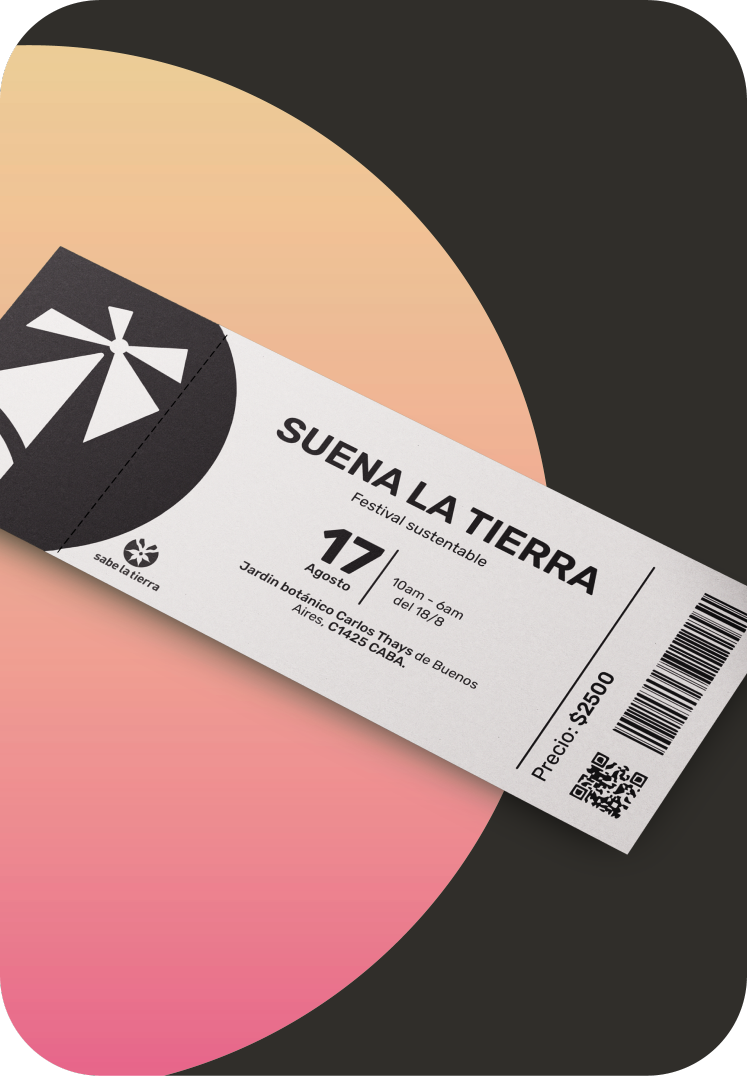 SUENA LA TIERRA
Festival sustentable
17
Agosto
10am - 6am
del 18/8
Jardín botánico Carlos Thays de Buenos
Aires, C1425 CABA.
sabe la tierra
Precio: $2500